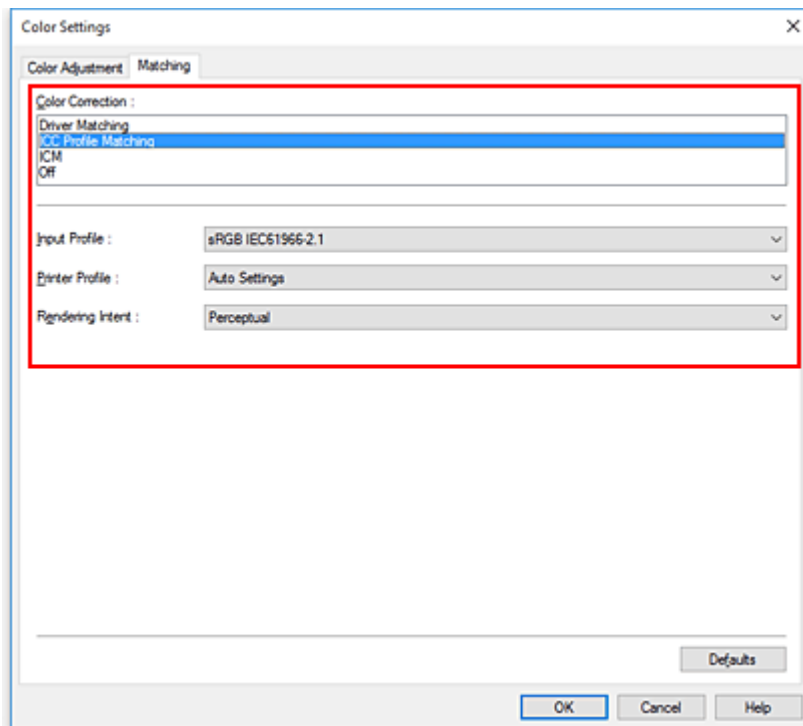 Color Settings
Color Adjustment Matching
Color Correction :
Driver Matching
ICC Profile Matching
ICM
Off
Input Profile : sRGB IEC61966-2.1
Printer Profile : Auto Settings
Rendering Intent : Perceptual
Defaults
OK Cancel Help